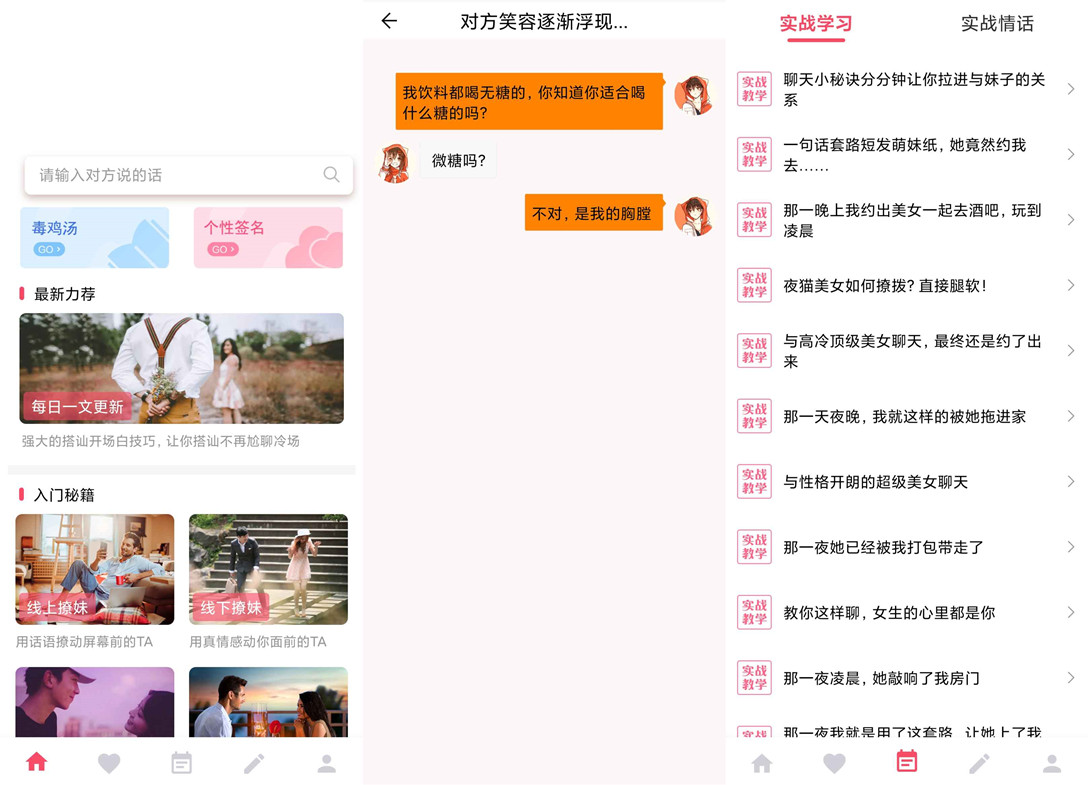 请输入对方说的话
毒鸡汤
GO ›
个性签名
GO ›
最新力荐
每日一文更新
强大的搭讪开场白技巧，让你搭讪不再尬聊冷场
入门秘籍
线上撩妹
用话语撩动屏幕前的TA
线下撩妹
用真情感动你面前的TA
对方笑容逐渐浮现...
我饮料都喝无糖的，你知道你适合喝
什么糖的吗？
微糖吗？
不对，是我的胸膛
实战学习
实战情话
实战
教学
聊天小秘诀分分钟让你拉进与妹子的关
系
实战
教学
一句话套路短发萌妹纸，她竟然约我
去……
实战
教学
那一晚上我约出美女一起去酒吧，玩到
凌晨
实战
教学
夜猫美女如何撩拨？直接腿软！
实战
教学
与高冷顶级美女聊天，最终还是约了出
来
实战
教学
那一天夜晚，我就这样的被她拖进家
实战
教学
与性格开朗的超级美女聊天
实战
教学
那一夜她已经被我打包带走了
实战
教学
教你这样聊，女生的心里都是你
实战
教学
那一夜凌晨，她敲响了我房门
实战
那一夜我就是用了这套路，让她上了我